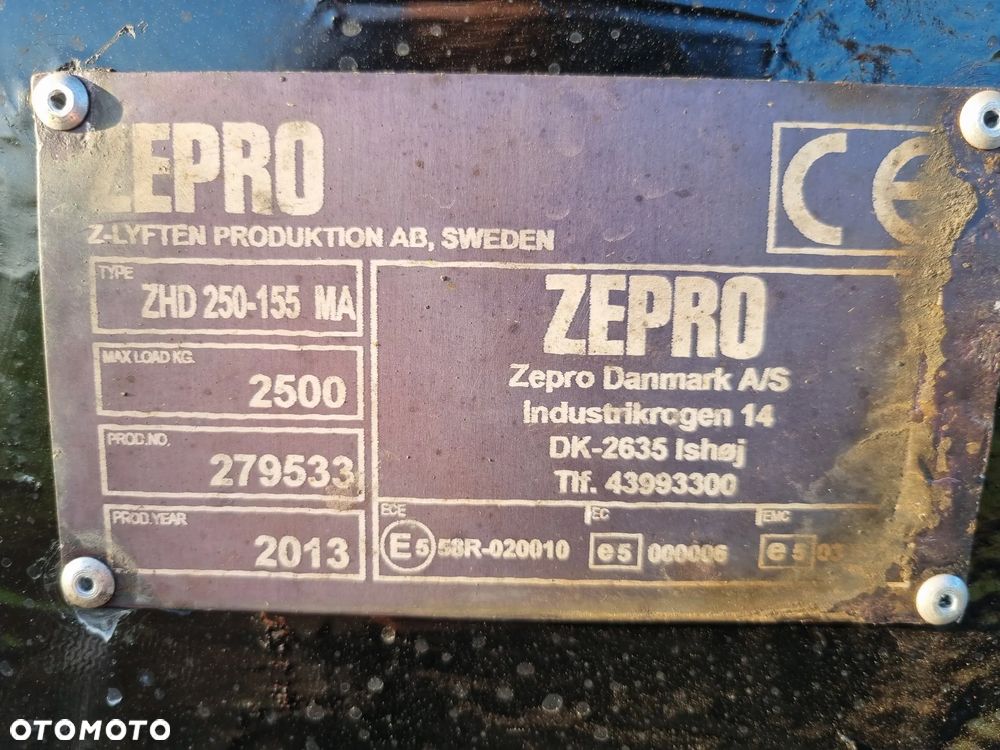 ZEPRO
CE
Z-LYFTEN PRODUKTION AB, SWEDEN
TYPE
ZHD 250-155 MA
MAX LOAD KG.
2500
PROD.NO.
279533
PROD.YEAR
2013
ZEPRO
Zepro Danmark A/S
Industrikrogen 14
DK-2635 Ishøj
Tlf. 43993300
ECE
E5 58R-020010
EC
e5 000006
EMC
e5
OTOMOTO